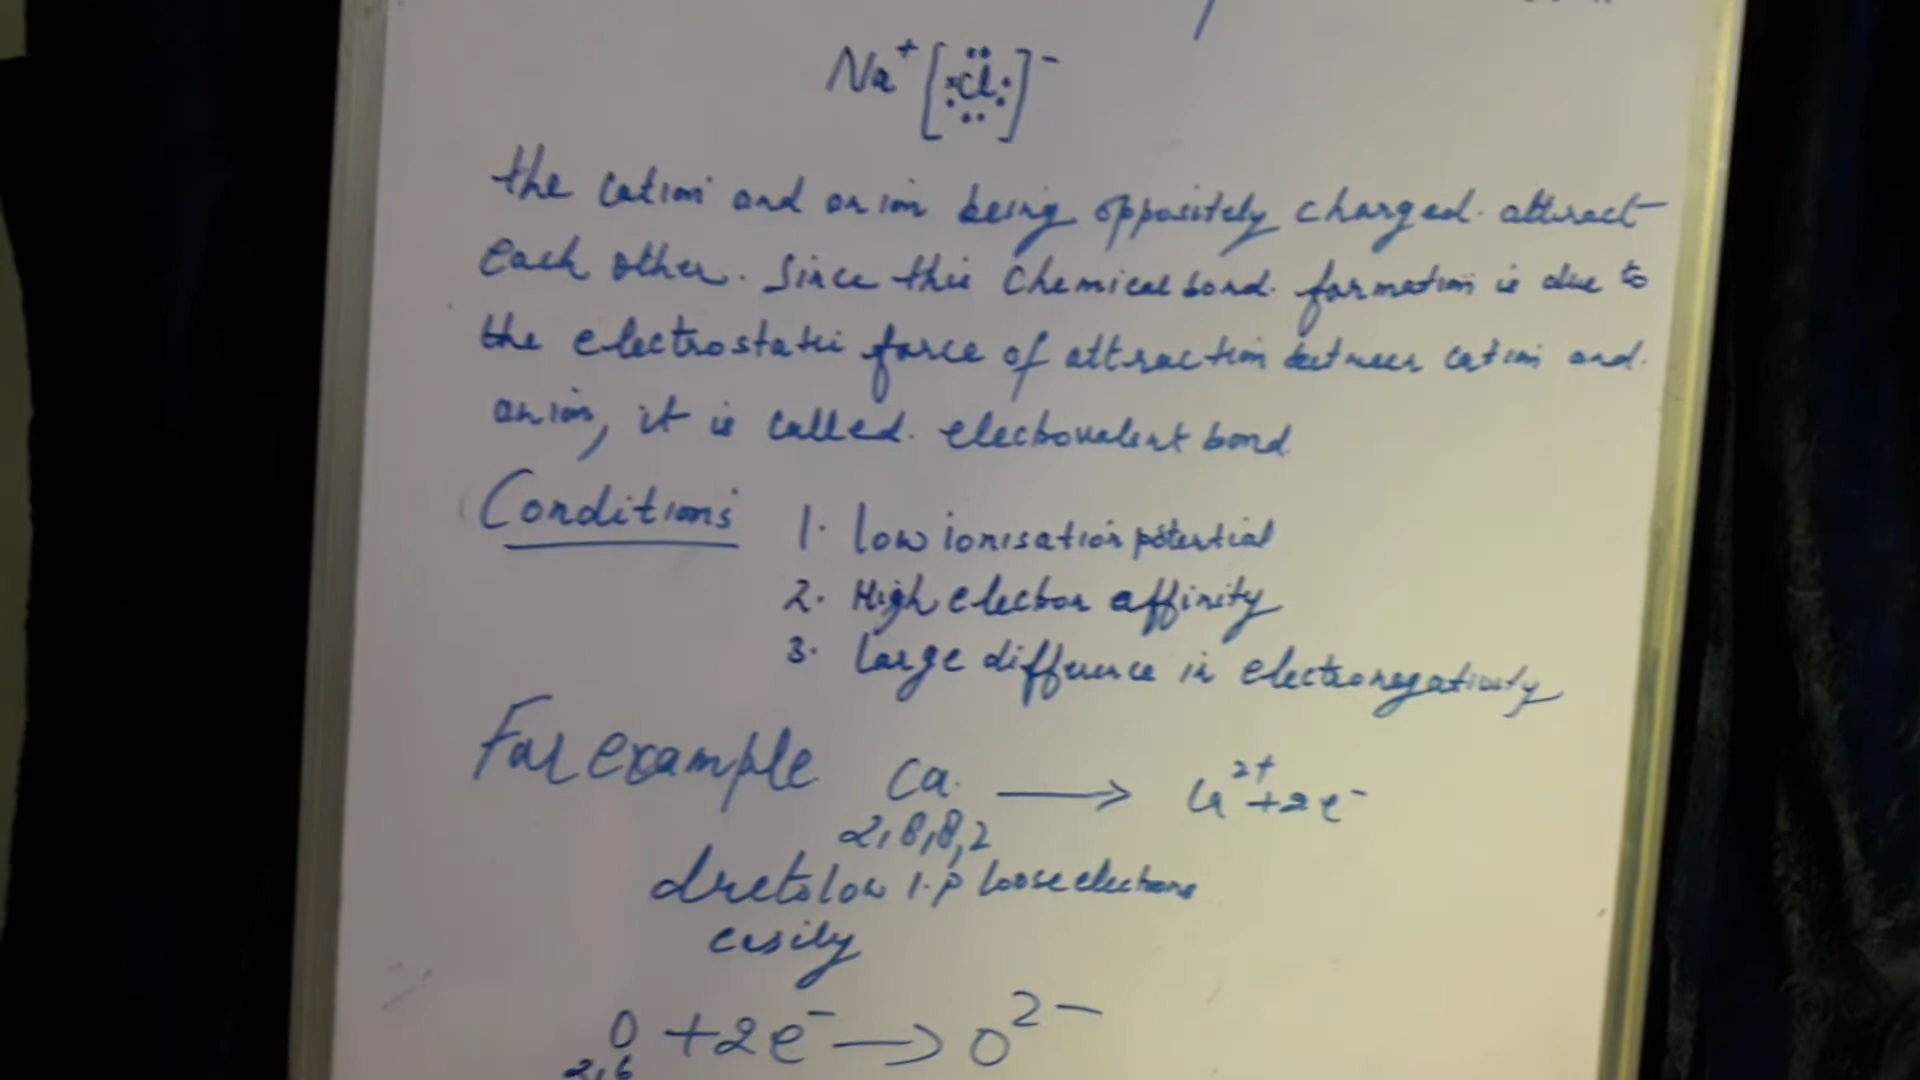 Na⁺ [Cl]⁻
the cation and anion being oppositely charged attract
each other. Since this Chemical bond formation is due to
the electrostatic force of attraction between cation and
anion, it is called electrovalent bond
Conditions 1. low ionisation potential
2. High electron affinity
3. large difference in electronegativity
For example Ca → Ca²⁺ + 2e⁻
2,8,8,2
due to low I.P loose electrons
easily
O + 2e⁻ → O²⁻
2,6